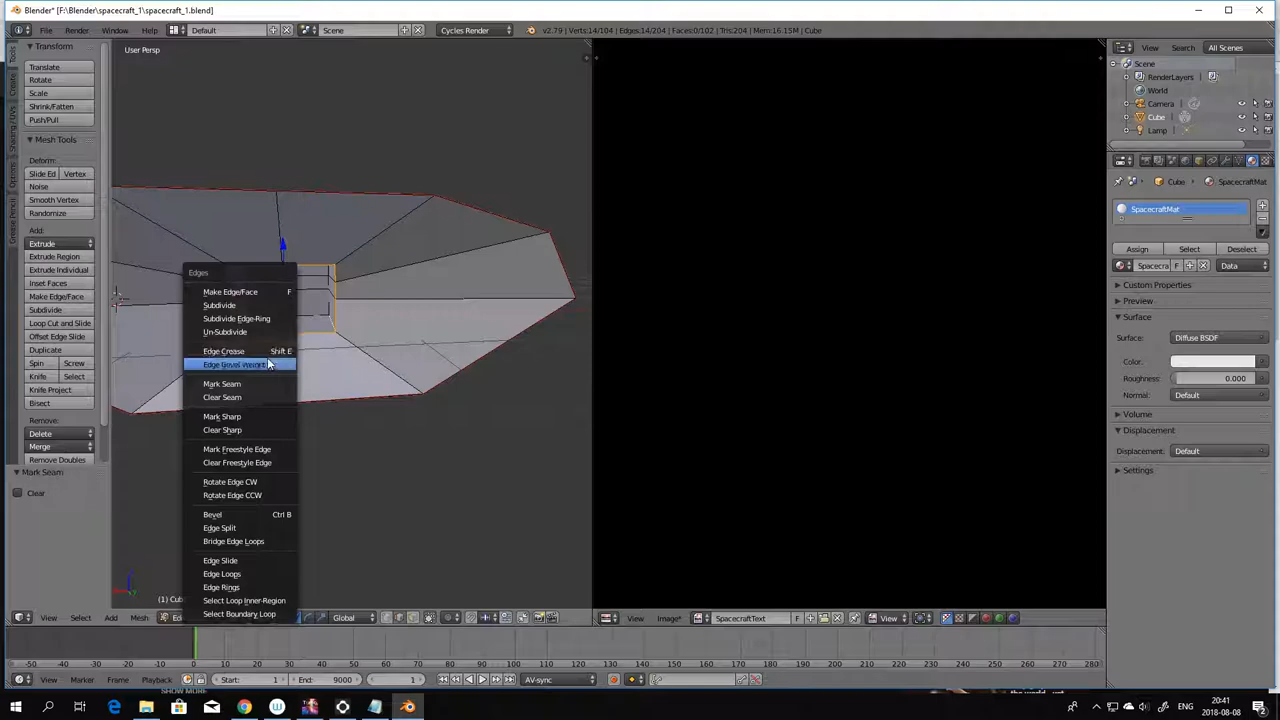 Blender* [F:\Blender\spacecraft_1\spacecraft_1.blend]
File Render Window Help Default Scene Cycles Render v2.79 | Verts:14/104 | Edges:14/204 | Faces:0/102 | Tris:204 | Mem:16.15M | Cube
Tools
Create
Shading / UVs
Options
Grease Pencil
Transform
Translate
Rotate
Scale
Shrink/Fatten
Push/Pull
Mesh Tools
Deform:
Slide Ed Vertex
Noise
Smooth Vertex
Randomize
Add:
Extrude
Extrude Region
Extrude Individual
Inset Faces
Make Edge/Face
Subdivide
Loop Cut and Slide
Offset Edge Slide
Duplicate
Spin Screw
Knife Select
Knife Project
Bisect
Remove:
Delete
Merge
Remove Doubles
Mark Seam
Clear
User Persp
Edges
Make Edge/Face F
Subdivide
Subdivide Edge-Ring
Un-Subdivide
Edge Crease Shift E
Edge Bevel Weight
Mark Seam
Clear Seam
Mark Sharp
Clear Sharp
Mark Freestyle Edge
Clear Freestyle Edge
Rotate Edge CW
Rotate Edge CCW
Bevel Ctrl B
Edge Split
Bridge Edge Loops
Edge Slide
Edge Loops
Edge Rings
Select Loop Inner-Region
Select Boundary Loop
(1) Cub
View Select Add Mesh Ed Global
View Image* SpacecraftText F View
View Search All Scenes
Scene
RenderLayers
World
Camera
Cube
Lamp
Cube SpacecraftMat
SpacecraftMat
Assign Select Deselect
Spacecra F Data
Custom Properties
Preview
Surface
Surface: Diffuse BSDF
Color:
Roughness: 0.000
Normal: Default
Volume
Displacement
Displacement: Default
Settings
-50 -40 -30 -20 -10 0 10 20 30 40 50 60 70 80 90 100 110 120 130 140 150 160 170 180 190 200 210 220 230 240 250 260 270 280
View Marker Frame Playback Start: 1 End: 9000 1 AV-sync
SHOW MORE
the world, yet
20:41
2018-08-08
2